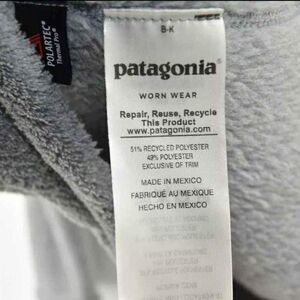 POLARTEC®
Thermal Pro®
B-K
patagonia®
WORN WEAR
Repair, Reuse, Recycle
This Product
www.patagonia.com
51% RECYCLED POLYESTER
49% POLYESTER
EXCLUSIVE OF TRIM
MADE IN MEXICO
FABRIQUÉ AU MEXIQUE
HECHO EN MEXICO